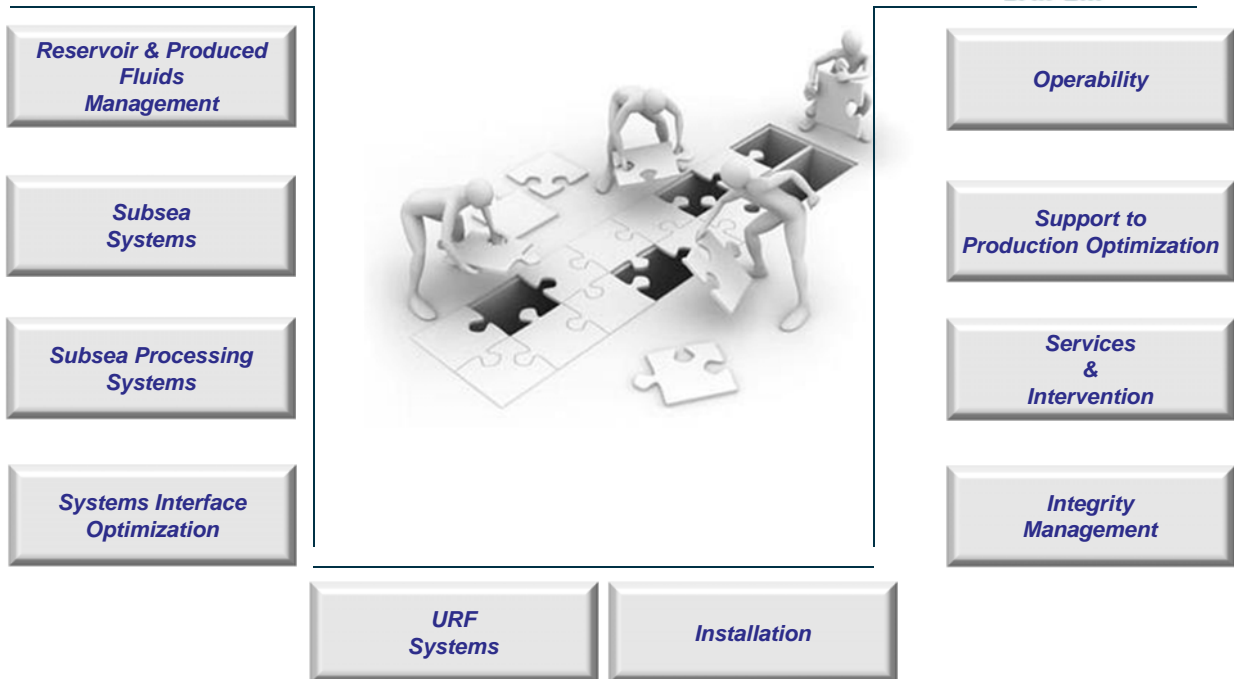 Reservoir & Produced
Fluids
Management
Subsea
Systems
Subsea Processing
Systems
Systems Interface
Optimization
URF
Systems
Installation
Operability
Support to
Production Optimization
Services
&
Intervention
Integrity
Management